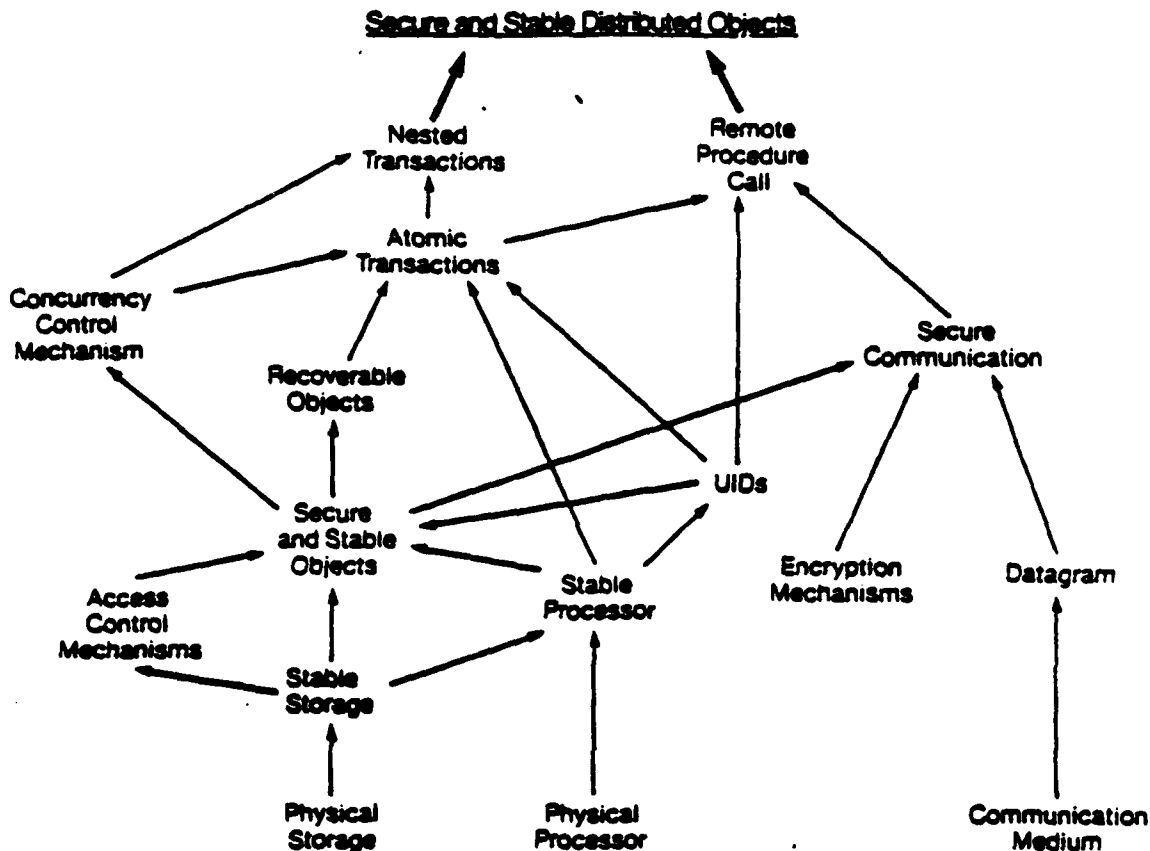 Secure and Stable Distributed Objects
Nested
Transactions
Remote
Procedure
Call
Atomic
Transactions
Concurrency
Control
Mechanism
Secure
Communication
Recoverable
Objects
UIDs
Secure
and Stable
Objects
Encryption
Mechanisms
Datagram
Stable
Processor
Access
Control
Mechanisms
Stable
Storage
Physical
Storage
Physical
Processor
Communication
Medium